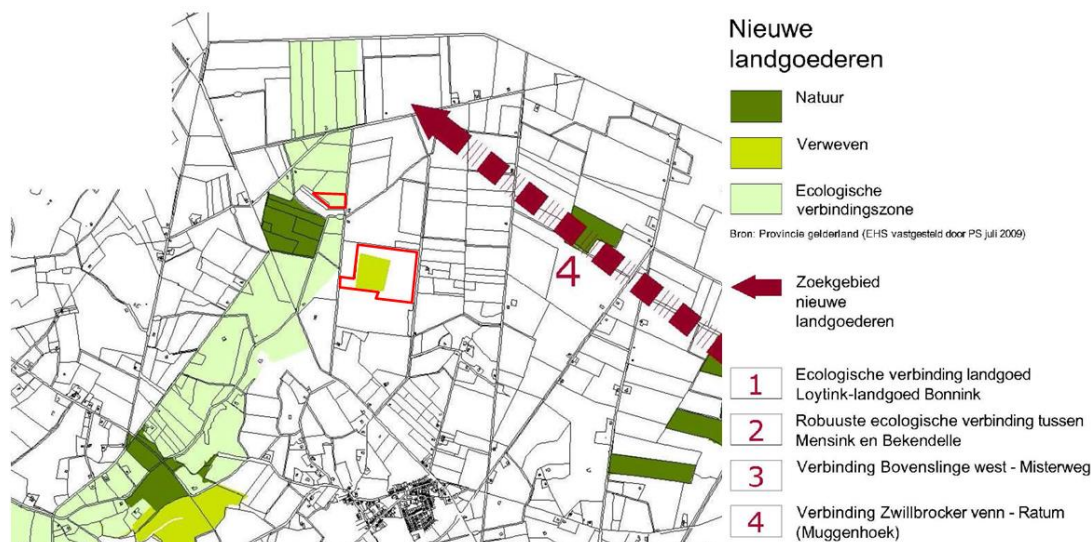 Nieuwe
landgoederen
Natuur
Verweven
Ecologische
verbindingszone
Bron: Provincie gelderland (EHS vastgesteld door PS juli 2009)
Zoekgebied
nieuwe
landgoederen
1
Ecologische verbinding landgoed
Loytink-landgoed Bonnink
2
Robuuste ecologische verbinding tussen
Mensink en Bekendelle
3
Verbinding Bovenslinge west - Misterweg
4
Verbinding Zwillbrocker venn - Ratum
(Muggenhoek)
4